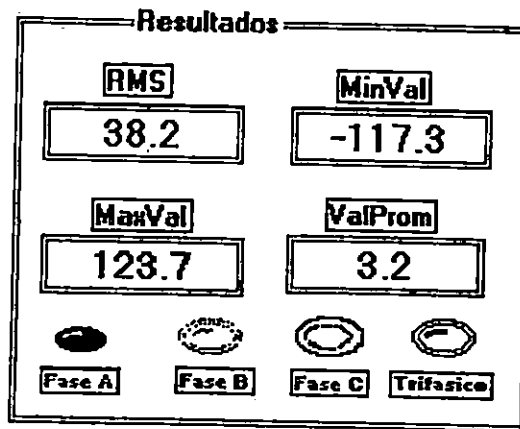 Resultados
RMS MinVal
38.2 -117.3
MaxVal ValProm
123.7 3.2
Fase A Fase B Fase C Trifasico